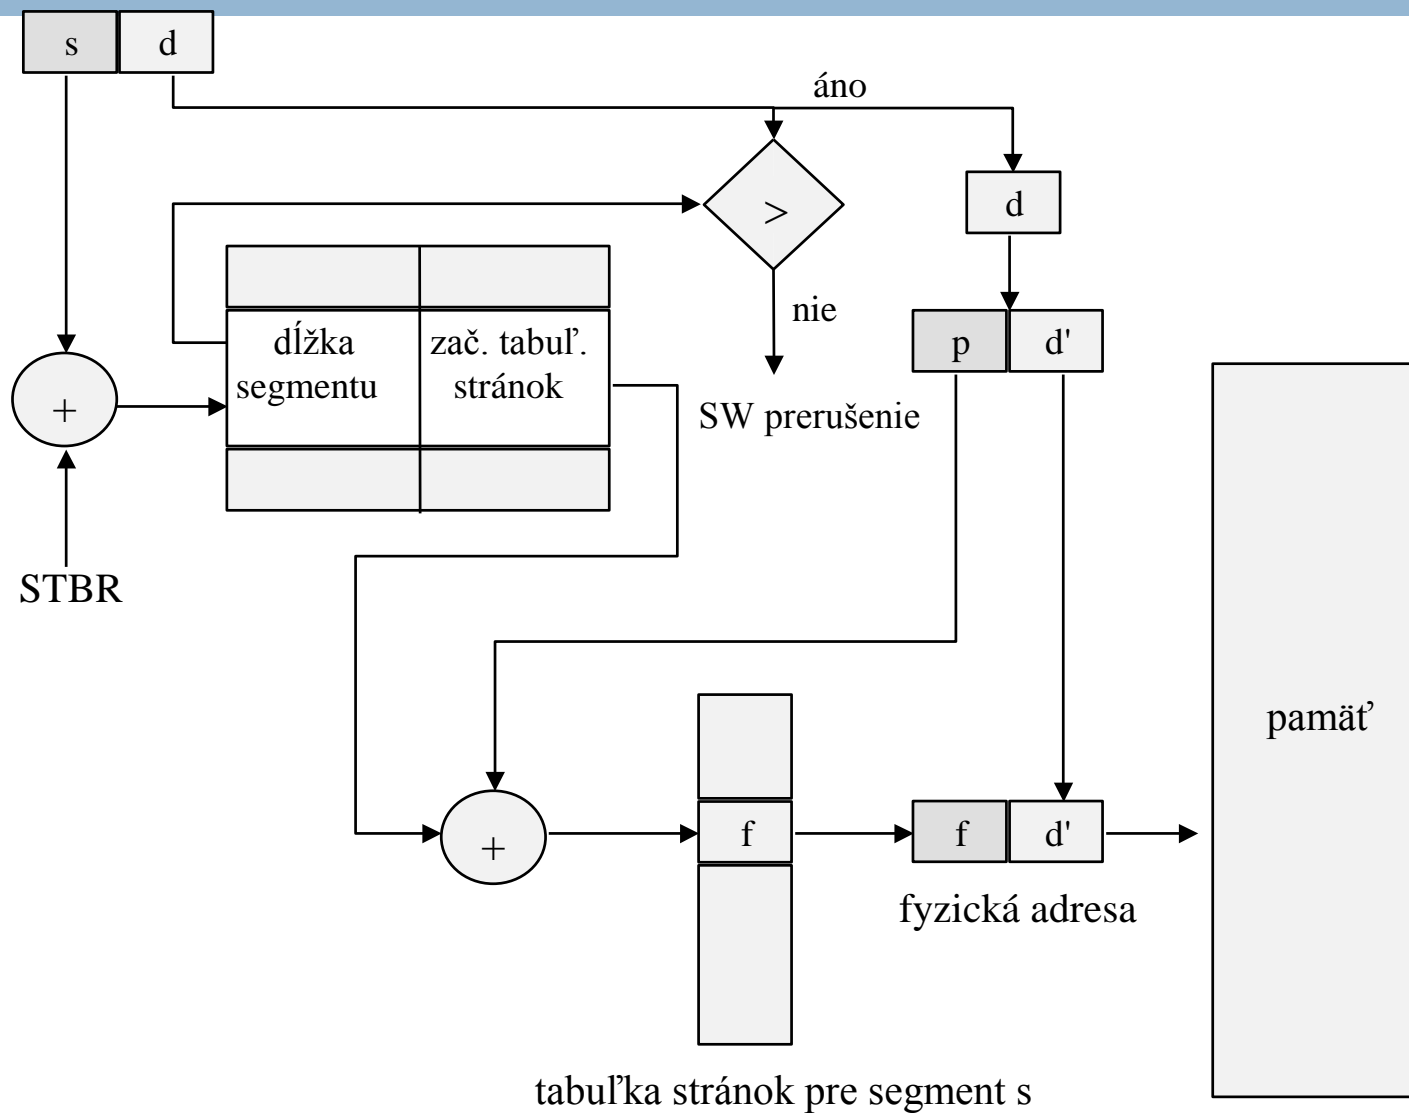 s d
áno
>
d
dĺžka
segmentu
zač. tabuľ.
stránok
nie
p d'
+
SW prerušenie
STBR
pamäť
+
f
f d'
fyzická adresa
tabuľka stránok pre segment s